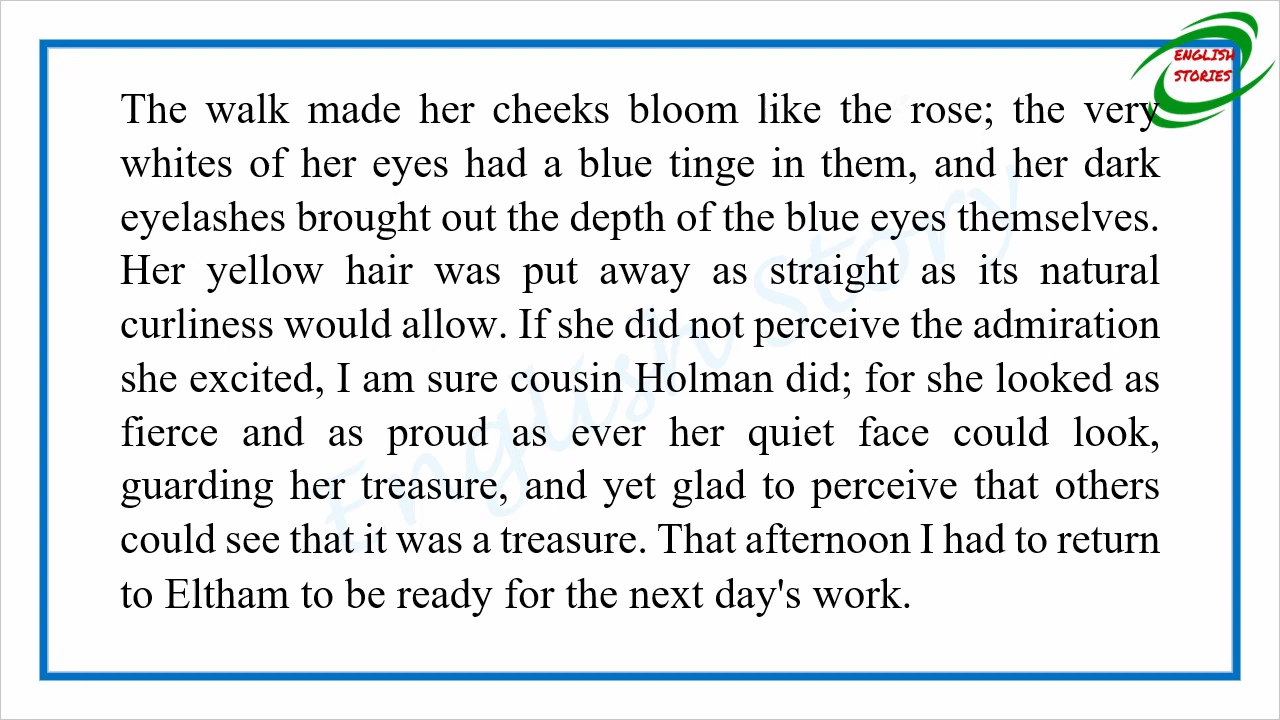 ENGLISH
STORIES
The walk made her cheeks bloom like the rose; the very
whites of her eyes had a blue tinge in them, and her dark
eyelashes brought out the depth of the blue eyes themselves.
Her yellow hair was put away as straight as its natural
curliness would allow. If she did not perceive the admiration
she excited, I am sure cousin Holman did; for she looked as
fierce and as proud as ever her quiet face could look,
guarding her treasure, and yet glad to perceive that others
could see that it was a treasure. That afternoon I had to return
to Eltham to be ready for the next day's work.
English Story